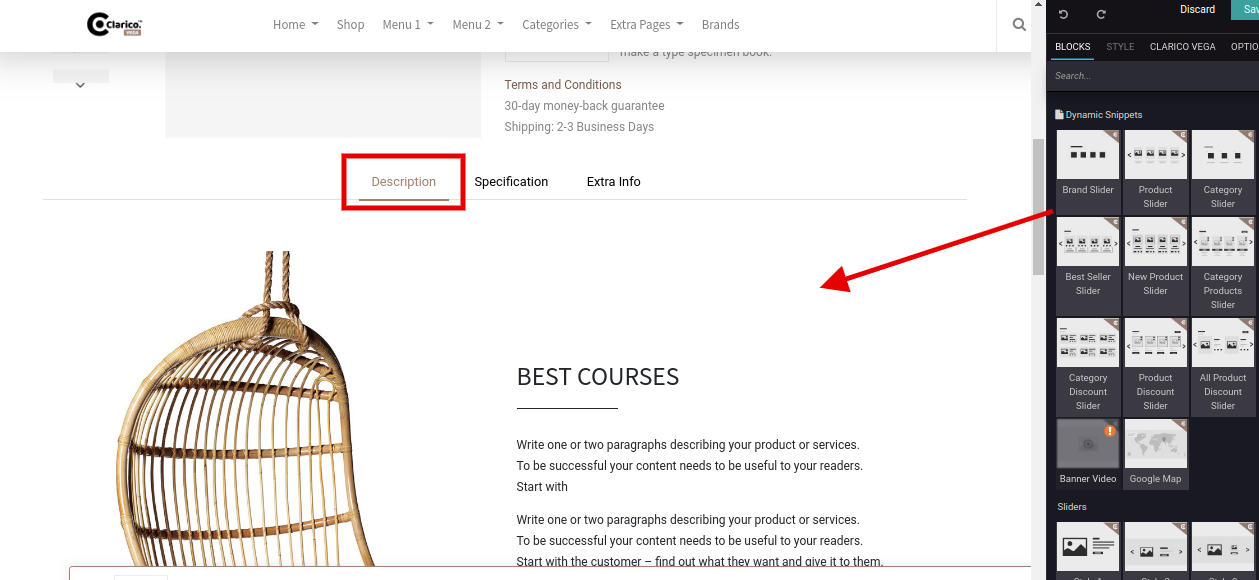 Clarico.
VEGA
Home
Shop
Menu 1
Menu 2
Categories
Extra Pages
Brands
make a type specimen book.
Terms and Conditions
30-day money-back guarantee
Shipping: 2-3 Business Days
Description
Specification
Extra Info
BEST COURSES
Write one or two paragraphs describing your product or services.
To be successful your content needs to be useful to your readers.
Start with
Write one or two paragraphs describing your product or services.
To be successful your content needs to be useful to your readers.
Start with the customer – find out what they want and give it to them.
Discard
Sav
BLOCKS
STYLE
CLARICO VEGA
OPTIO
Search...
Dynamic Snippets
Brand Slider
Product
Slider
Category
Slider
Best Seller
Slider
New Product
Slider
Category
Products
Slider
Category
Discount
Slider
Product
Discount
Slider
All Product
Discount
Slider
Banner Video
Google Map
Sliders